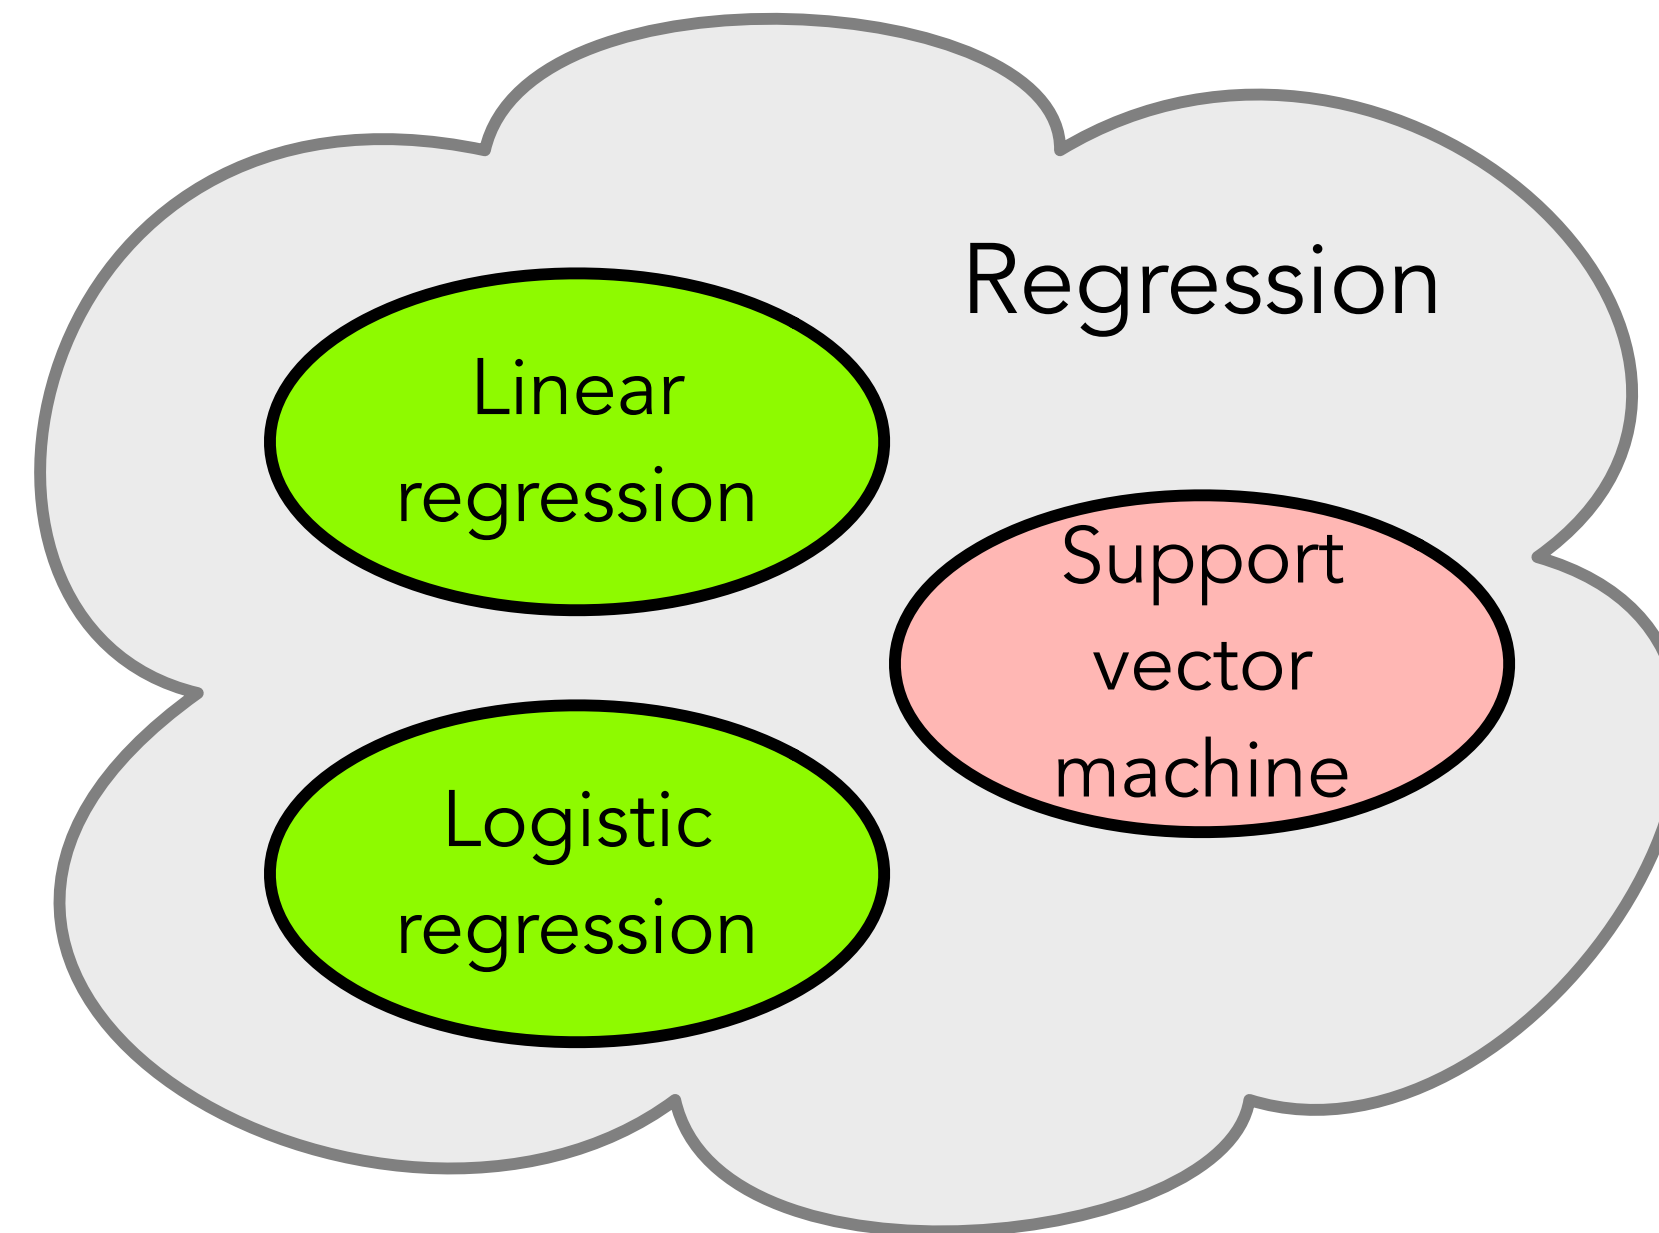 Regression
Linear
regression
Support
vector
machine
Logistic
regression